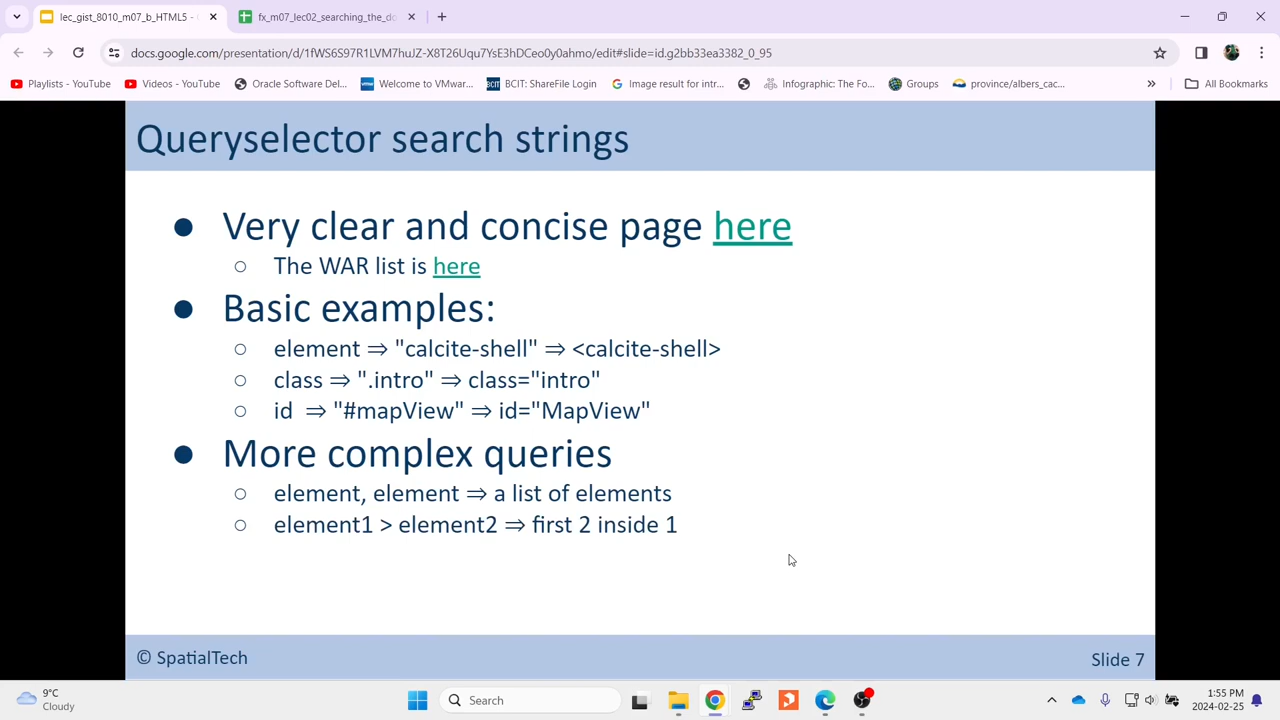 lec_gist_8010_m07_b_HTML5 -
fx_m07_lec02_searching_the_do
docs.google.com/presentation/d/1fWS6S97R1LVM7huJZ-X8T26Uqu7YsE3hDCeo0y0ahmo/edit#slide=id.g2bb33ea3382_0_95
Playlists - YouTube
Videos - YouTube
Oracle Software Del...
Welcome to VMwar...
BCIT: ShareFile Login
Image result for intr...
Infographic: The Fo...
Groups
province/albers_cac...
»
All Bookmarks
Queryselector search strings
● Very clear and concise page here
○ The WAR list is here
● Basic examples:
○ element ⇒ "calcite-shell" ⇒ <calcite-shell>
○ class ⇒ ".intro" ⇒ class="intro"
○ id ⇒ "#mapView" ⇒ id="MapView"
● More complex queries
○ element, element ⇒ a list of elements
○ element1 > element2 ⇒ first 2 inside 1
© SpatialTech
Slide 7
9°C
Cloudy
Search
1:55 PM
2024-02-25